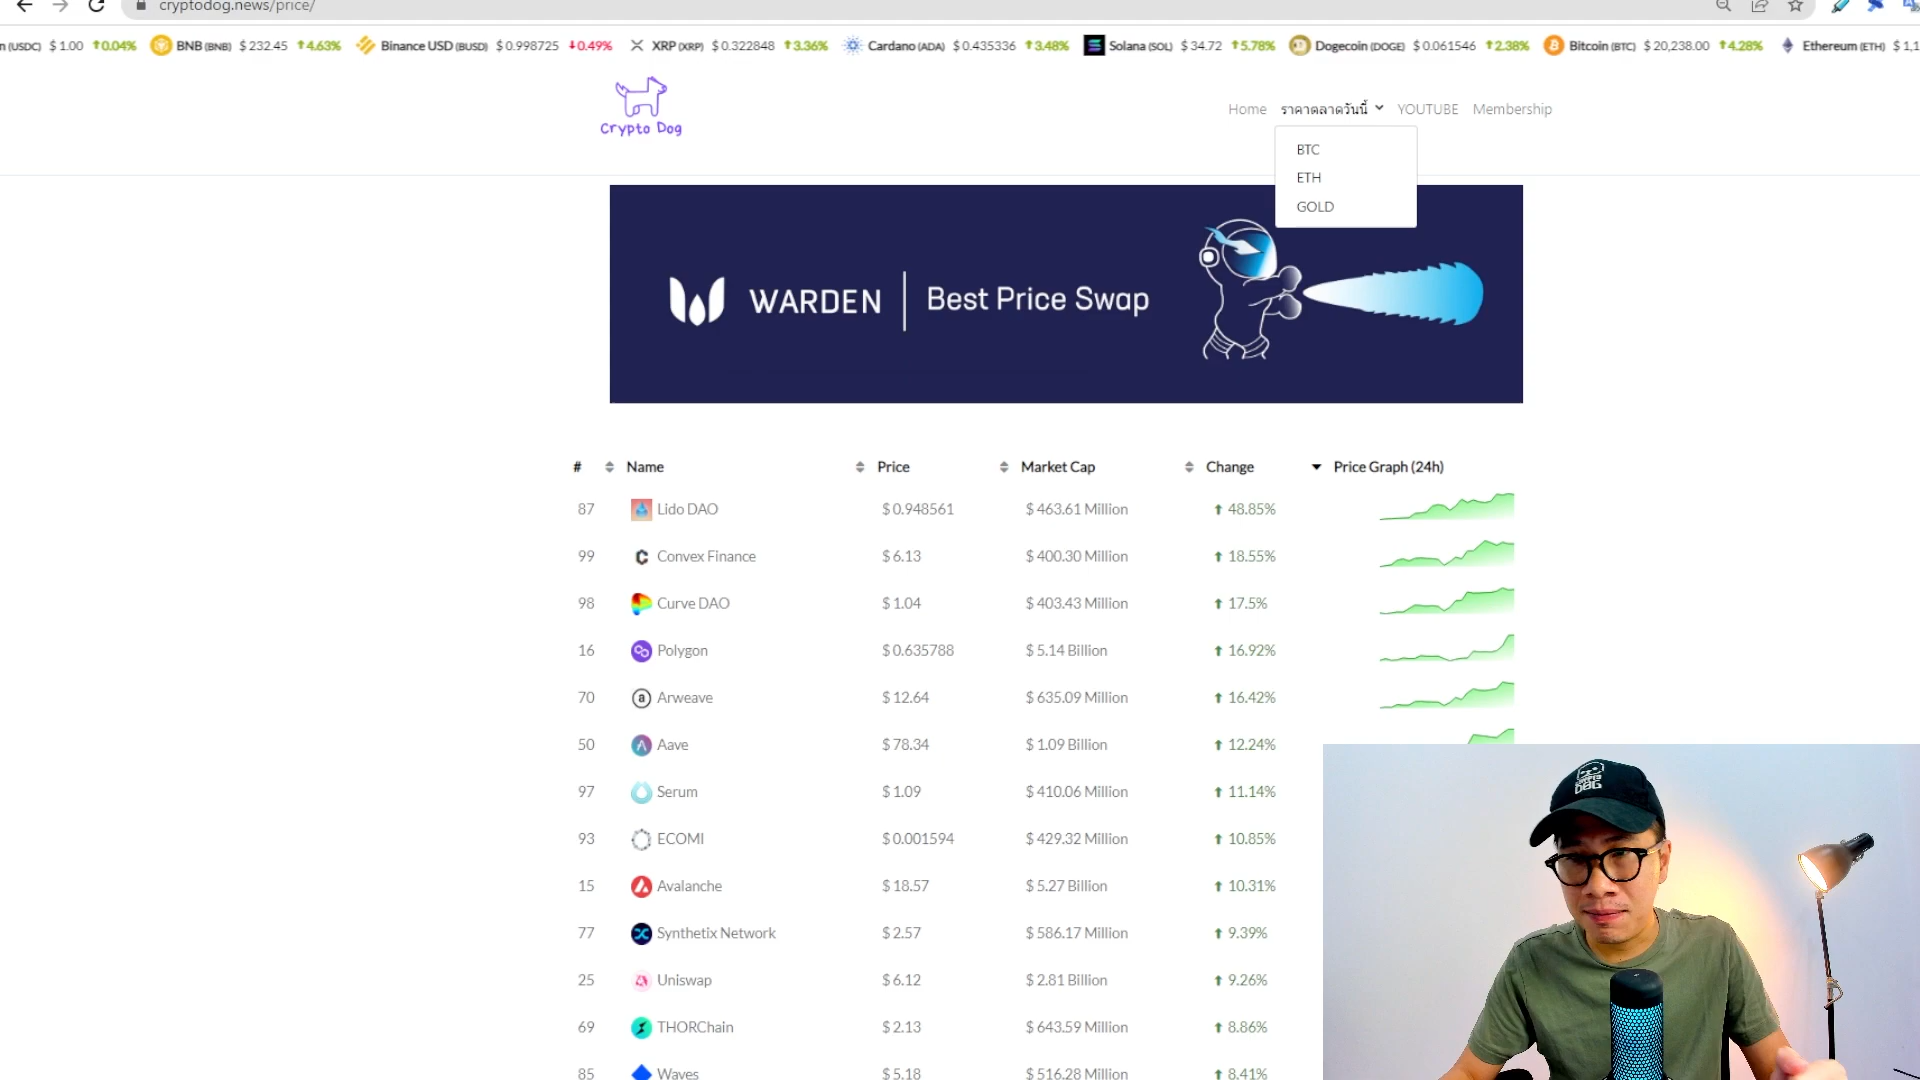 cryptodog.news/price/
(USDC) $ 1.00 0.04% BNB (BNB) $ 232.45 4.63% Binance USD (BUSD) $ 0.998725 0.49% XRP (XRP) $ 0.322848 3.36% Cardano (ADA) $ 0.435336 3.48% Solana (SOL) $ 34.72 5.78% Dogecoin (DOGE) $ 0.061546 2.38% Bitcoin (BTC) $ 20,238.00 4.28% Ethereum (ETH) $ 1,1
Crypto Dog
Home ราคาตลาดวันนี้ YOUTUBE Membership
BTC
ETH
GOLD
WARDEN | Best Price Swap
# Name Price Market Cap Change Price Graph (24h)
87 Lido DAO $ 0.948561 $ 463.61 Million 48.85%
99 Convex Finance $ 6.13 $ 400.30 Million 18.55%
98 Curve DAO $ 1.04 $ 403.43 Million 17.5%
16 Polygon $ 0.635788 $ 5.14 Billion 16.92%
70 Arweave $ 12.64 $ 635.09 Million 16.42%
50 Aave $ 78.34 $ 1.09 Billion 12.24%
97 Serum $ 1.09 $ 410.06 Million 11.14%
93 ECOMI $ 0.001594 $ 429.32 Million 10.85%
15 Avalanche $ 18.57 $ 5.27 Billion 10.31%
77 Synthetix Network $ 2.57 $ 586.17 Million 9.39%
25 Uniswap $ 6.12 $ 2.81 Billion 9.26%
69 THORChain $ 2.13 $ 643.59 Million 8.86%
85 Waves $ 5.18 $ 516.28 Million 8.41%